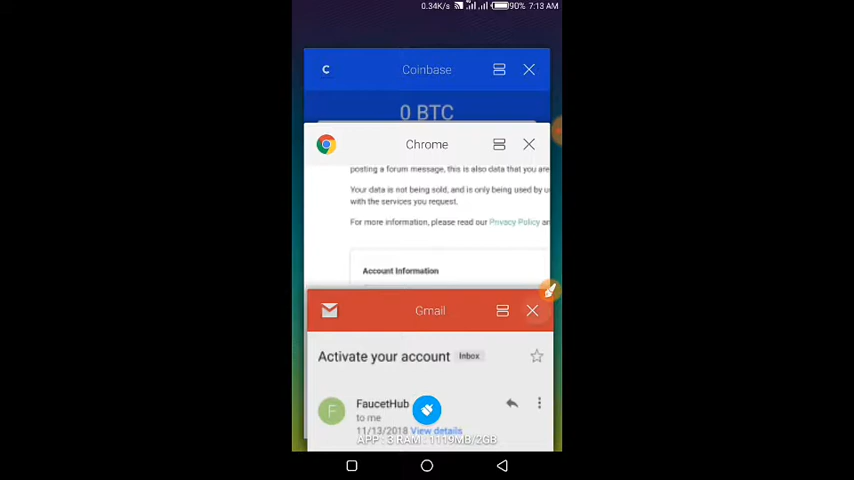 0.34K/s 90% 7:13 AM
C Coinbase
0 BTC
Chrome
posting a forum message, this is also data that you are
Your data is not being sold, and is only being used by u
with the services you request.
For more information, please read our Privacy Policy an
Account Information
Gmail
Activate your account Inbox
F FaucetHub
to me
11/13/2018 View details
APP : 3 RAM : 1119MB/2GB